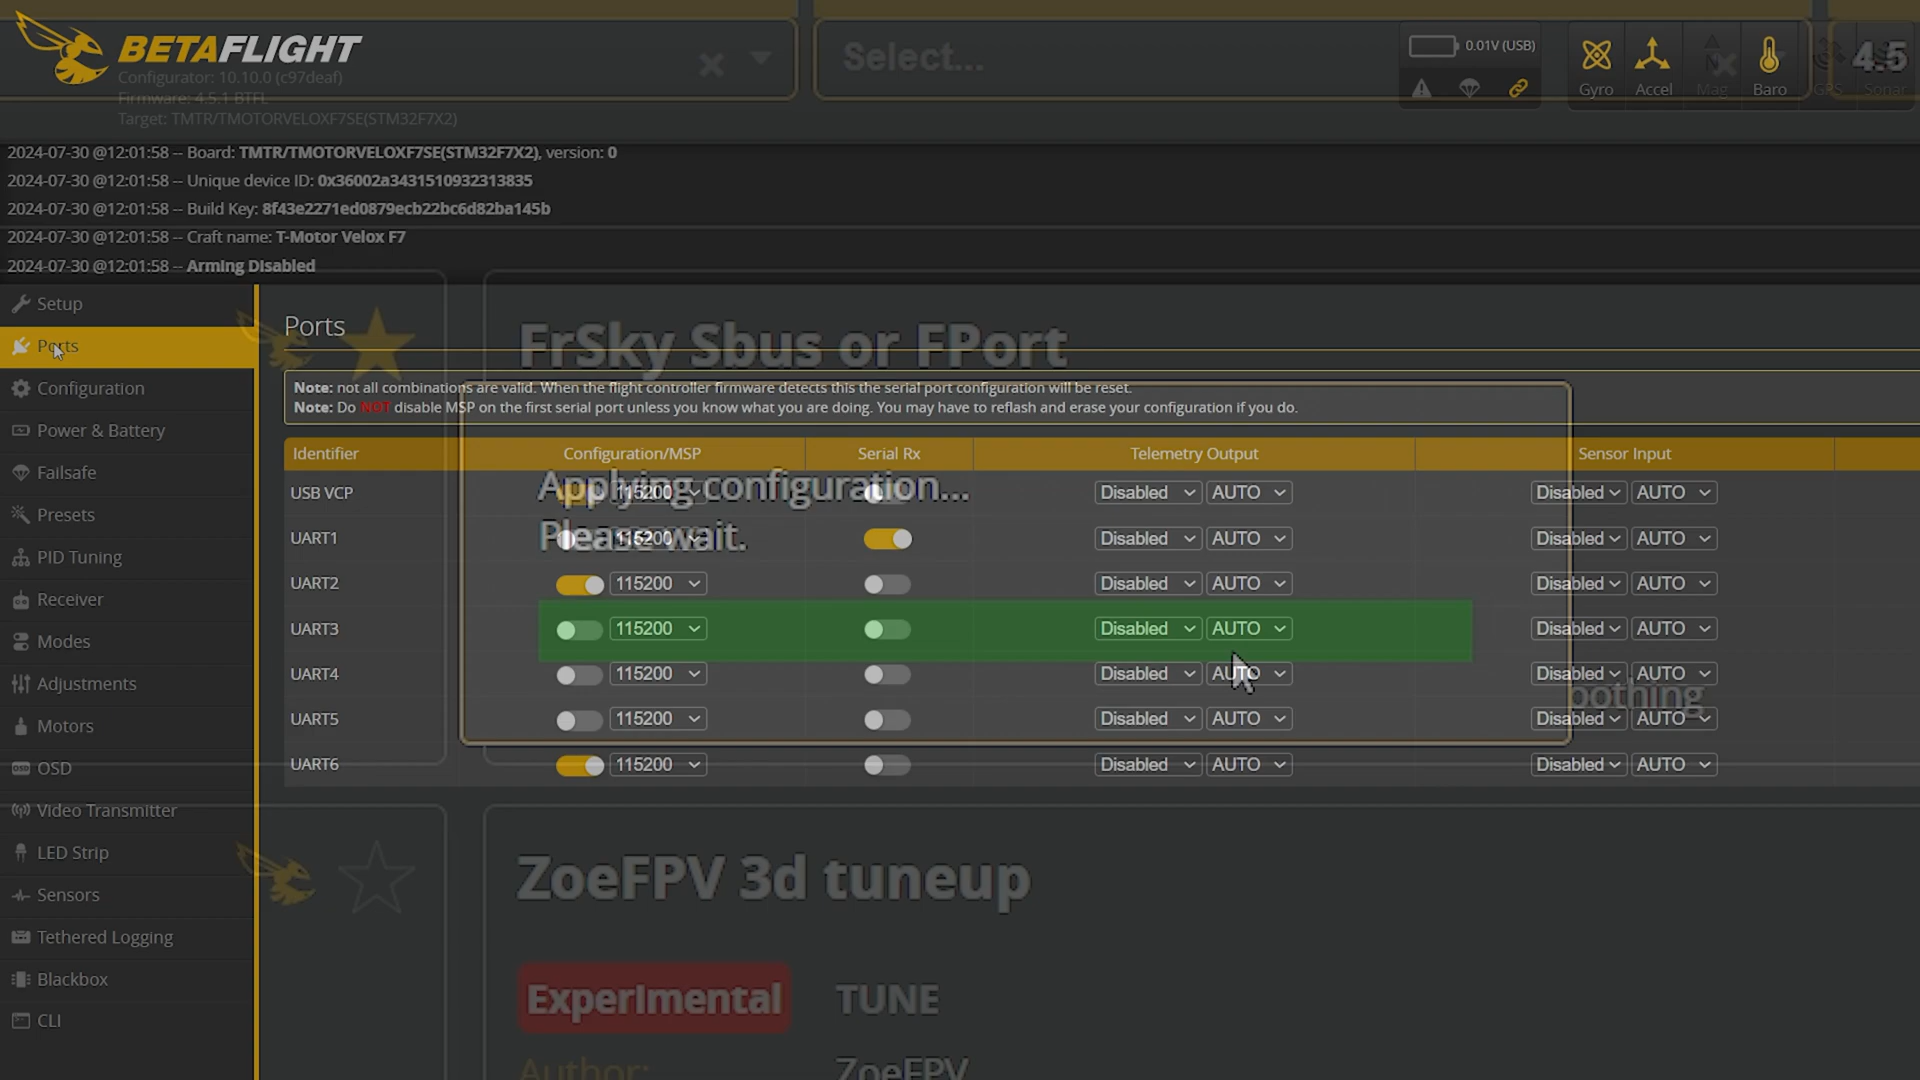 BETAFLIGHT
Configurator: 10.10.0 (c97deaf)
Firmware: 4.5.1 BTFL
Target: TMTR/TMOTORVELOXF7SE(STM32F7X2)
Select...
0.01V (USB)
Gyro
Accel
Mag
Baro
GPS
Sonar
4.5
2024-07-30 @12:01:58 -- Board: TMTR/TMOTORVELOXF7SE(STM32F7X2), version: 0
2024-07-30 @12:01:58 -- Unique device ID: 0x36002a3431510932313835
2024-07-30 @12:01:58 -- Build Key: 8f43e2271ed0879ecb22bc6d82ba145b
2024-07-30 @12:01:58 -- Craft name: T-Motor Velox F7
2024-07-30 @12:01:58 -- Arming Disabled
Setup
Ports
Configuration
Power & Battery
Failsafe
Presets
PID Tuning
Receiver
Modes
Adjustments
Motors
OSD
Video Transmitter
LED Strip
Sensors
Tethered Logging
Blackbox
CLI
Ports
FrSky Sbus or FPort
Note: not all combinations are valid. When the flight controller firmware detects this the serial port configuration will be reset.
Note: Do NOT disable MSP on the first serial port unless you know what you are doing. You may have to reflash and erase your configuration if you do.
Identifier Configuration/MSP Serial Rx Telemetry Output Sensor Input
USB VCP 115200 Disabled AUTO Disabled AUTO
Applying configuration...
UART1 115200 Disabled AUTO Disabled AUTO
Please wait.
UART2 115200 Disabled AUTO Disabled AUTO
UART3 115200 Disabled AUTO Disabled AUTO
UART4 115200 Disabled AUTO Disabled AUTO
oothing
UART5 115200 Disabled AUTO Disabled AUTO
UART6 115200 Disabled AUTO Disabled AUTO
ZoeFPV 3d tuneup
Experimental TUNE
Author: ZoeFPV